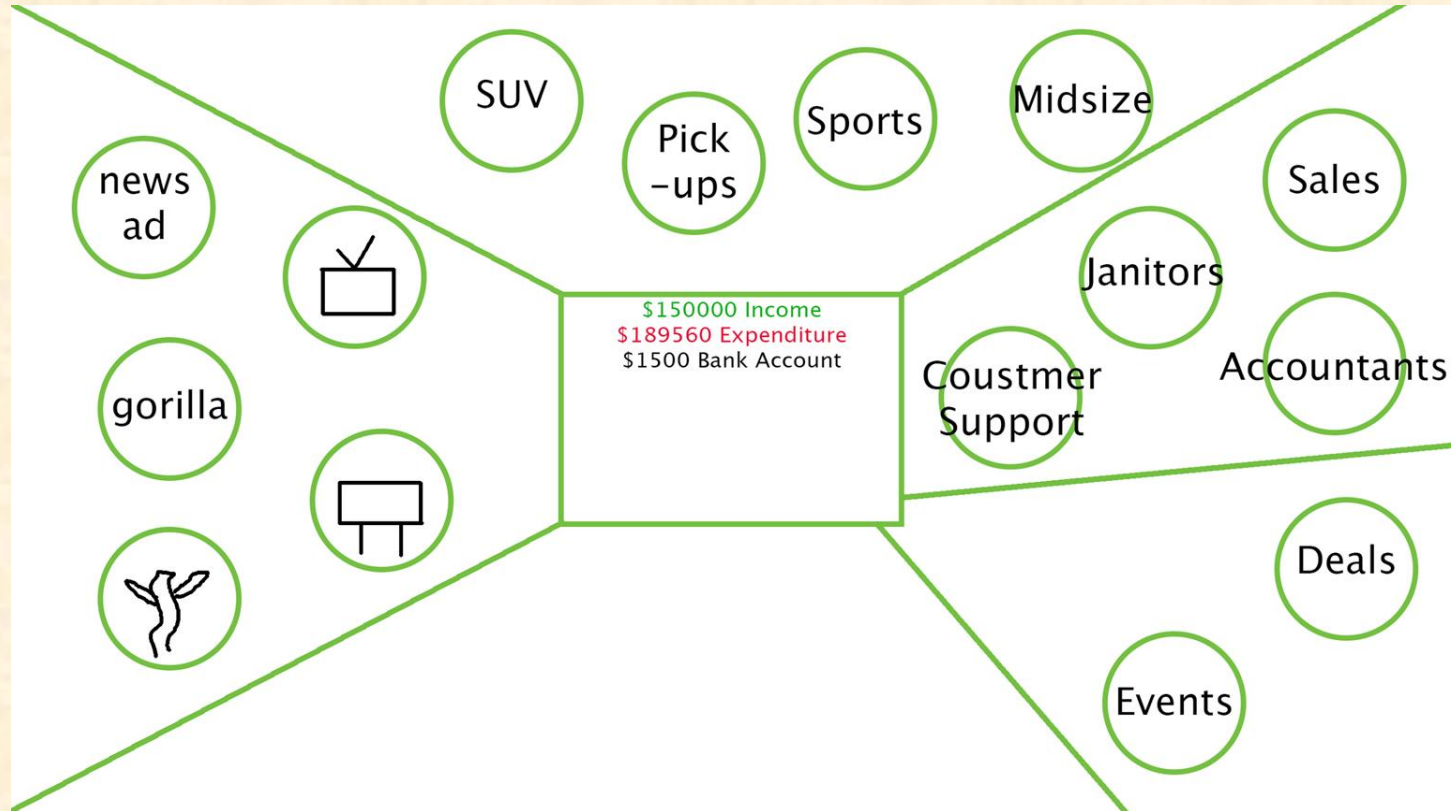 SUV
Pick
-ups
Sports
Midsize
news
ad
gorilla
$150000 Income
$189560 Expenditure
$1500 Bank Account
Sales
Janitors
Coustmer
Support
Accountants
Deals
Events